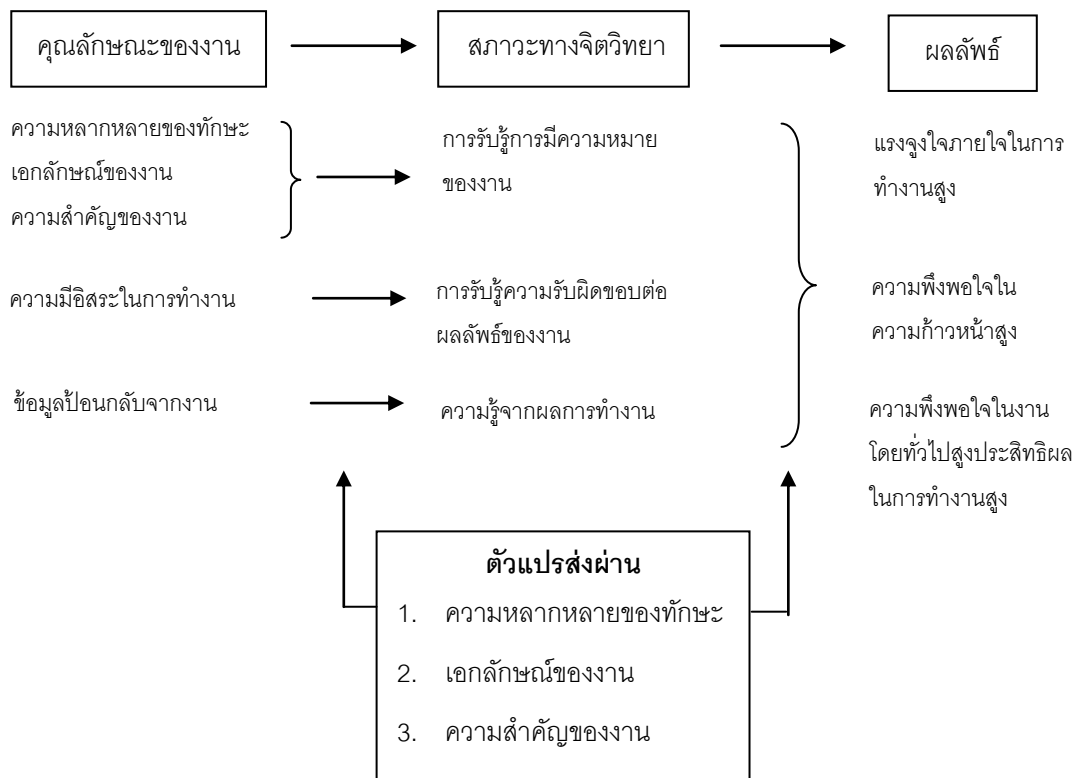 คุณลักษณะของงาน
สภาวะทางจิตวิทยา
ผลลัพธ์
ความหลากหลายของทักษะ
เอกลักษณ์ของงาน
ความสำคัญของงาน
การรับรู้การมีความหมาย
ของงาน
แรงจูงใจภายใจในการ
ทำงานสูง
ความมีอิสระในการทำงาน
การรับรู้ความรับผิดขอบต่อ
ผลลัพธ์ของงาน
ความพึงพอใจใน
ความก้าวหน้าสูง
ข้อมูลป้อนกลับจากงาน
ความรู้จากผลการทำงาน
ความพึงพอใจในงาน
โดยทั่วไปสูงประสิทธิผล
ในการทำงานสูง
ตัวแปรส่งผ่าน
1. ความหลากหลายของทักษะ
2. เอกลักษณ์ของงาน
3. ความสำคัญของงาน